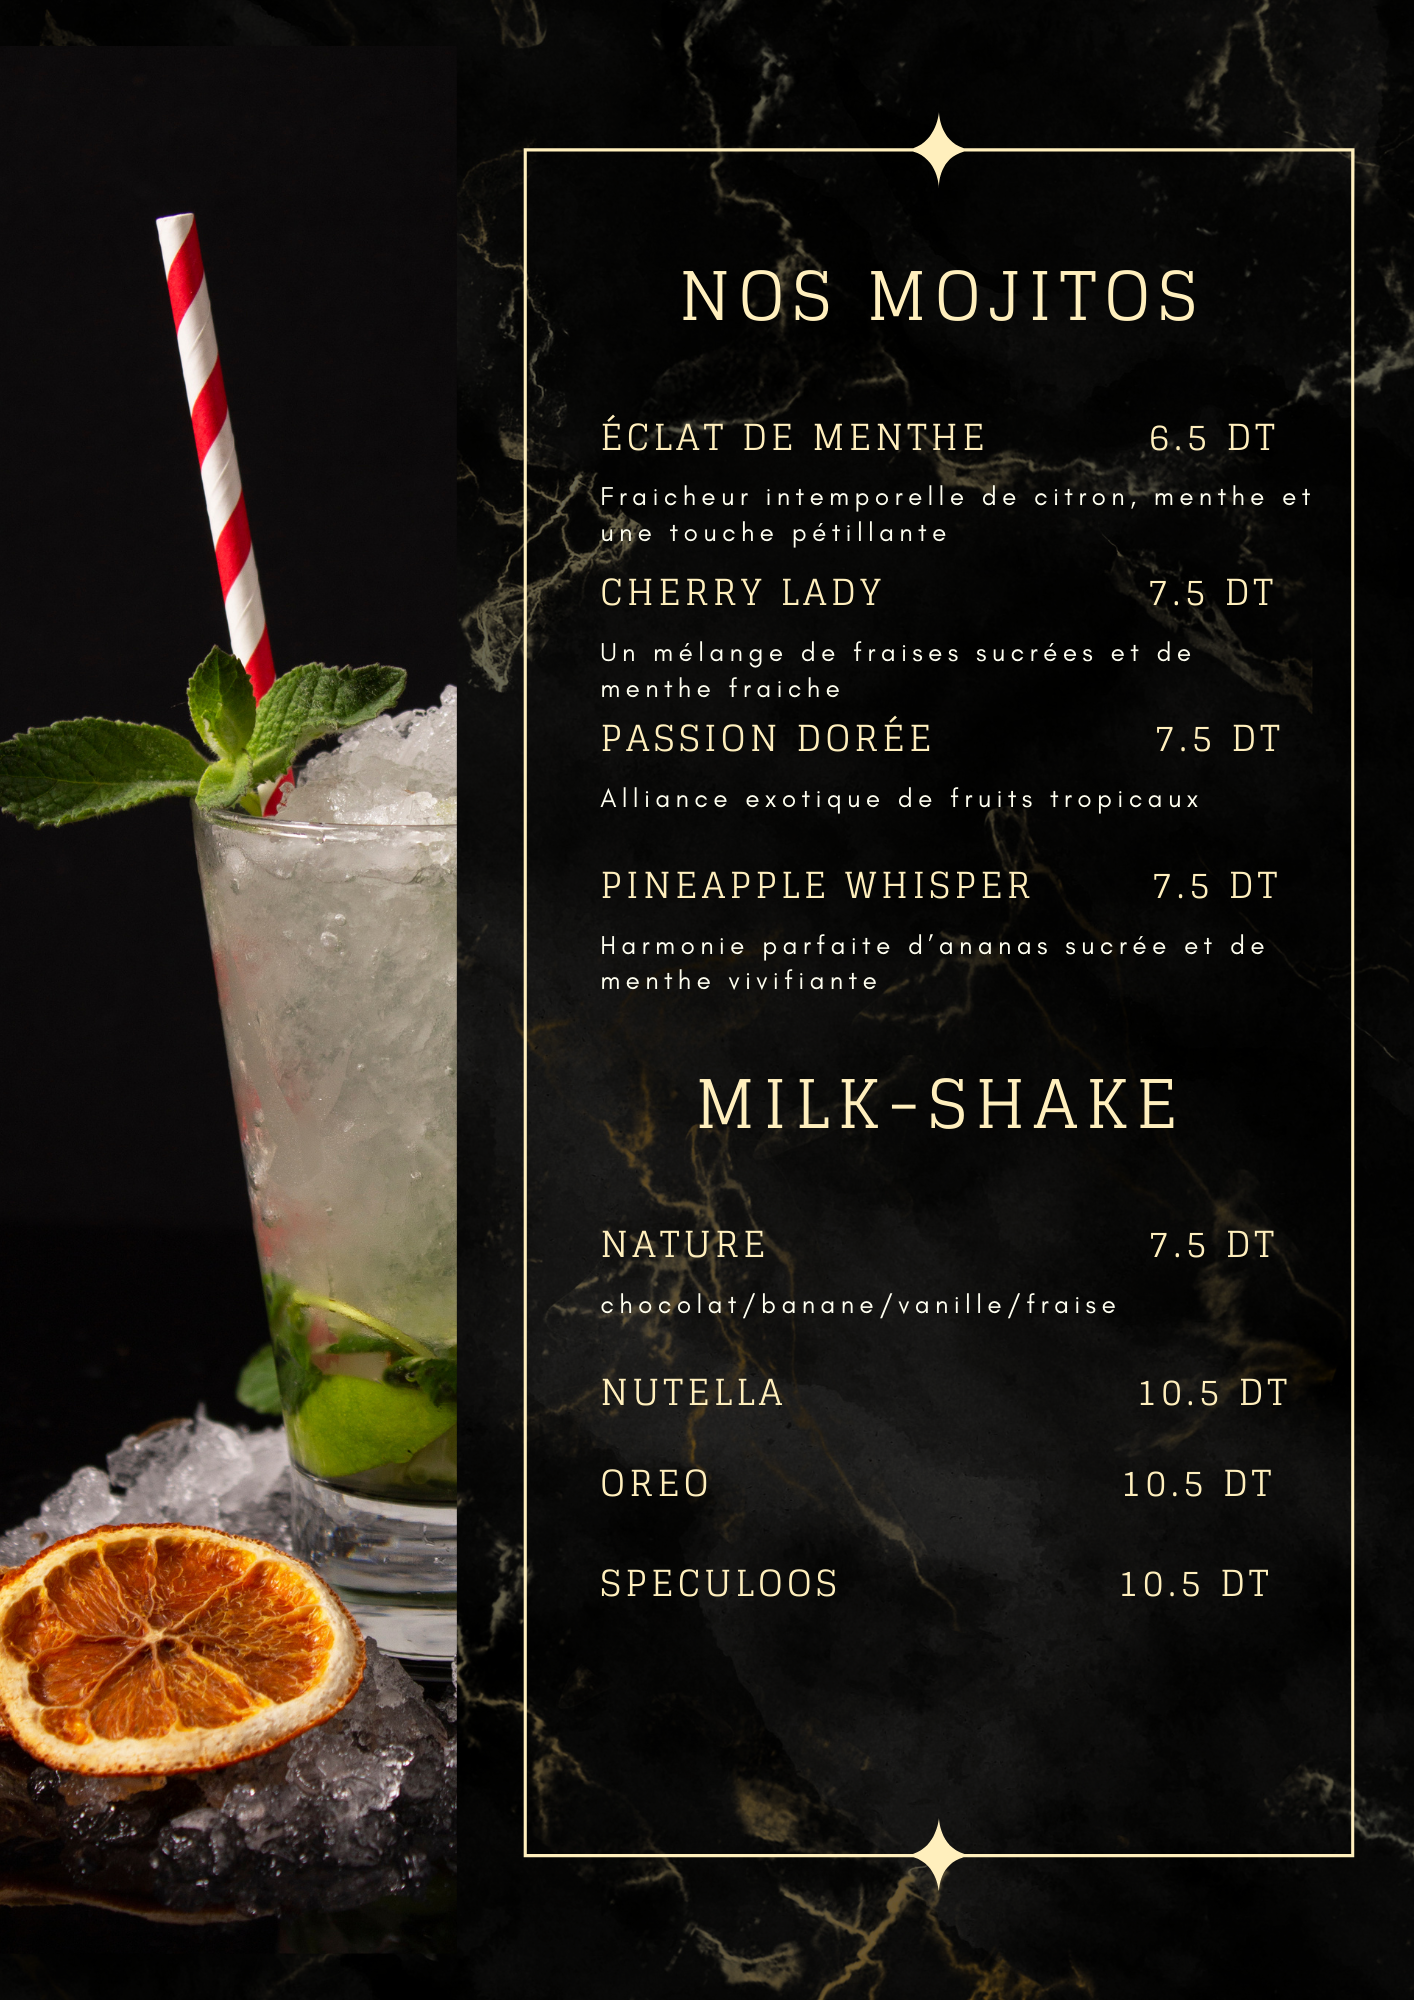 NOS MOJITOS
ÉCLAT DE MENTHE 6.5 DT
Fraicheur intemporelle de citron, menthe et
une touche pétillante
CHERRY LADY 7.5 DT
Un mélange de fraises sucrées et de
menthe fraiche
PASSION DORÉE 7.5 DT
Alliance exotique de fruits tropicaux
PINEAPPLE WHISPER 7.5 DT
Harmonie parfaite d’ananas sucrée et de
menthe vivifiante
MILK-SHAKE
NATURE 7.5 DT
chocolat/banane/vanille/fraise
NUTELLA 10.5 DT
OREO 10.5 DT
SPECULOOS 10.5 DT